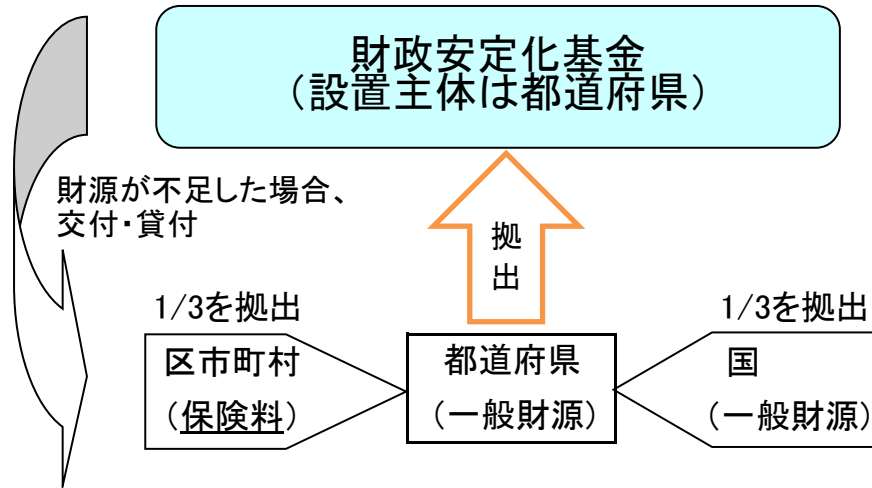 財政安定化基金
（設置主体は都道府県）
財源が不足した場合、
交付・貸付
拠
出
1/3を拠出
区市町村
（保険料）
都道府県
（一般財源）
1/3を拠出
国
（一般財源）